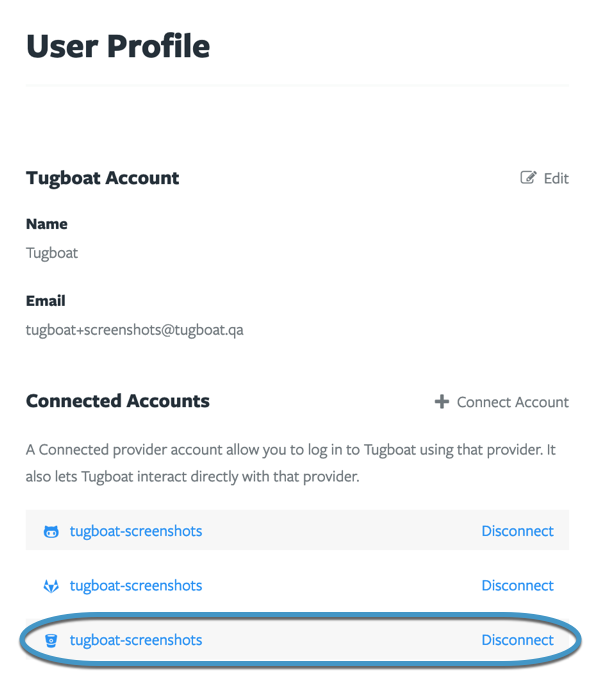 User Profile
Tugboat Account
Edit
Name
Tugboat
Email
tugboat+screenshots@tugboat.qa
Connected Accounts
Connect Account
A Connected provider account allow you to log in to Tugboat using that provider. It
also lets Tugboat interact directly with that provider.
tugboat-screenshots
Disconnect
tugboat-screenshots
Disconnect
tugboat-screenshots
Disconnect